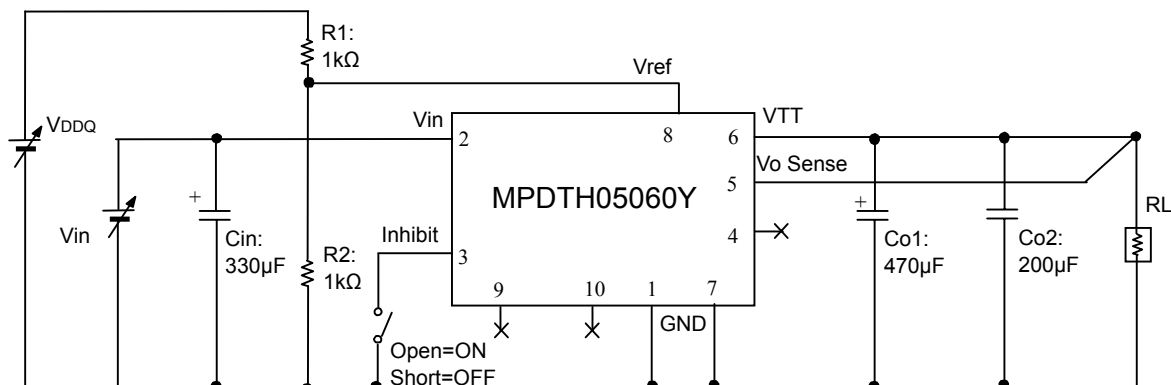 R1:
1kΩ
Vref
VDDQ
Vin
2
8
6
VTT
Vo Sense
5
MPDTH05060Y
RL
Vin
Cin:
330µF
R2:
1kΩ
Inhibit
3
4
Co1:
470µF
Co2:
200µF
9
10
1
7
GND
Open=ON
Short=OFF
+
+